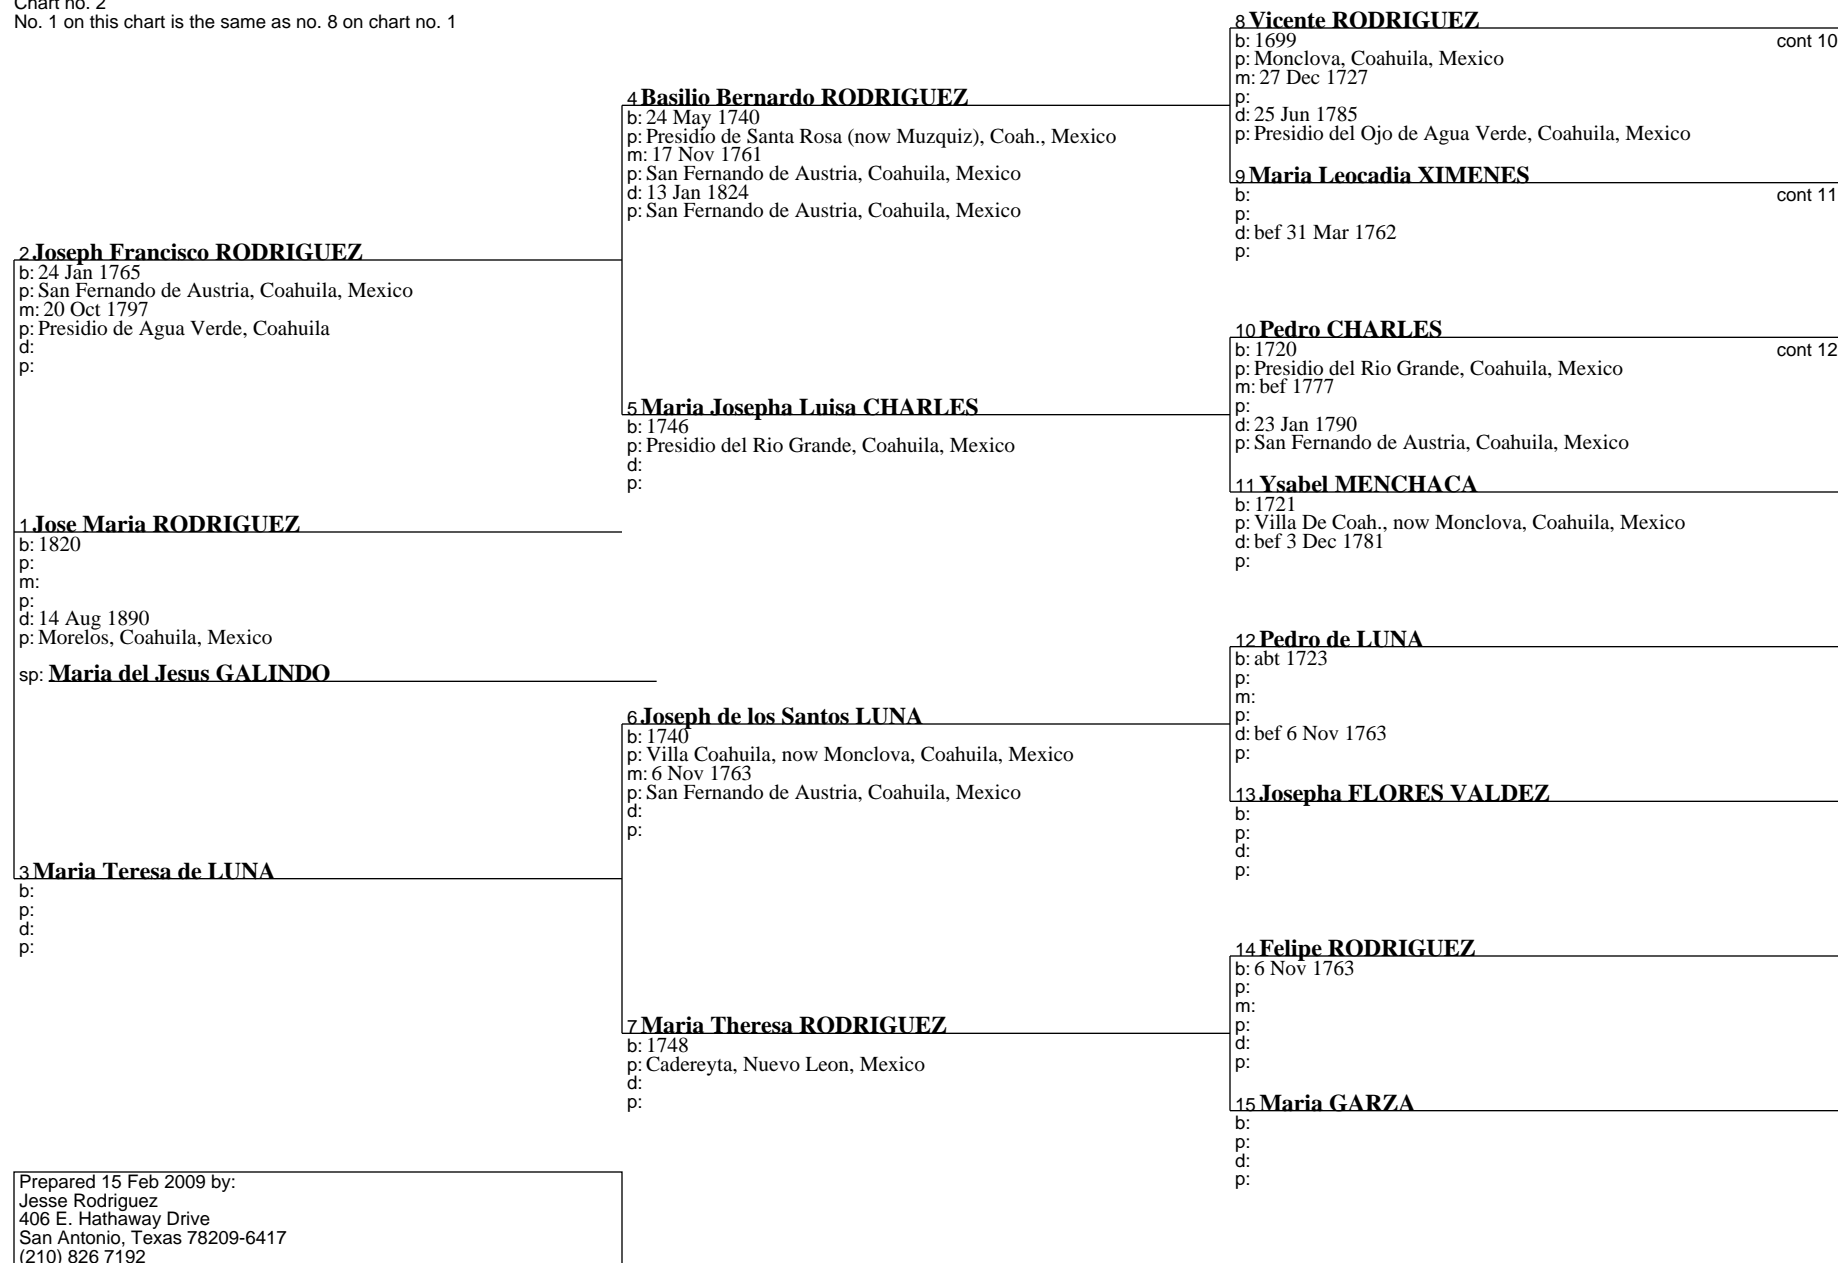 Chart no. 2
No. 1 on this chart is the same as no. 8 on chart no. 1
8 Vicente RODRIGUEZ
b: 1699 cont 10
p: Monclova, Coahuila, Mexico
m: 27 Dec 1727
p:
d: 25 Jun 1785
p: Presidio del Ojo de Agua Verde, Coahuila, Mexico
4 Basilio Bernardo RODRIGUEZ
b: 24 May 1740
p: Presidio de Santa Rosa (now Muzquiz), Coah., Mexico
m: 17 Nov 1761
p: San Fernando de Austria, Coahuila, Mexico
d: 13 Jan 1824
p: San Fernando de Austria, Coahuila, Mexico
9 Maria Leocadia XIMENES
b: cont 11
p:
d: bef 31 Mar 1762
p:
2 Joseph Francisco RODRIGUEZ
b: 24 Jan 1765
p: San Fernando de Austria, Coahuila, Mexico
m: 20 Oct 1797
p: Presidio de Agua Verde, Coahuila
d:
p:
10 Pedro CHARLES
b: 1720 cont 12
p: Presidio del Rio Grande, Coahuila, Mexico
m: bef 1777
p:
d: 23 Jan 1790
p: San Fernando de Austria, Coahuila, Mexico
5 Maria Josepha Luisa CHARLES
b: 1746
p: Presidio del Rio Grande, Coahuila, Mexico
d:
p:
11 Ysabel MENCHACA
b: 1721
p: Villa De Coah., now Monclova, Coahuila, Mexico
d: bef 3 Dec 1781
p:
1 Jose Maria RODRIGUEZ
b: 1820
p:
m:
p:
d: 14 Aug 1890
p: Morelos, Coahuila, Mexico
sp: Maria del Jesus GALINDO
12 Pedro de LUNA
b: abt 1723
p:
m:
p:
d: bef 6 Nov 1763
p:
6 Joseph de los Santos LUNA
b: 1740
p: Villa Coahuila, now Monclova, Coahuila, Mexico
m: 6 Nov 1763
p: San Fernando de Austria, Coahuila, Mexico
d:
p:
13 Josepha FLORES VALDEZ
b:
p:
d:
p:
3 Maria Teresa de LUNA
b:
p:
d:
p:
14 Felipe RODRIGUEZ
b: 6 Nov 1763
p:
m:
p:
d:
p:
7 Maria Theresa RODRIGUEZ
b: 1748
p: Cadereyta, Nuevo Leon, Mexico
d:
p:
15 Maria GARZA
b:
p:
d:
p:
Prepared 15 Feb 2009 by:
Jesse Rodriguez
406 E. Hathaway Drive
San Antonio, Texas 78209-6417
(210) 826 7192